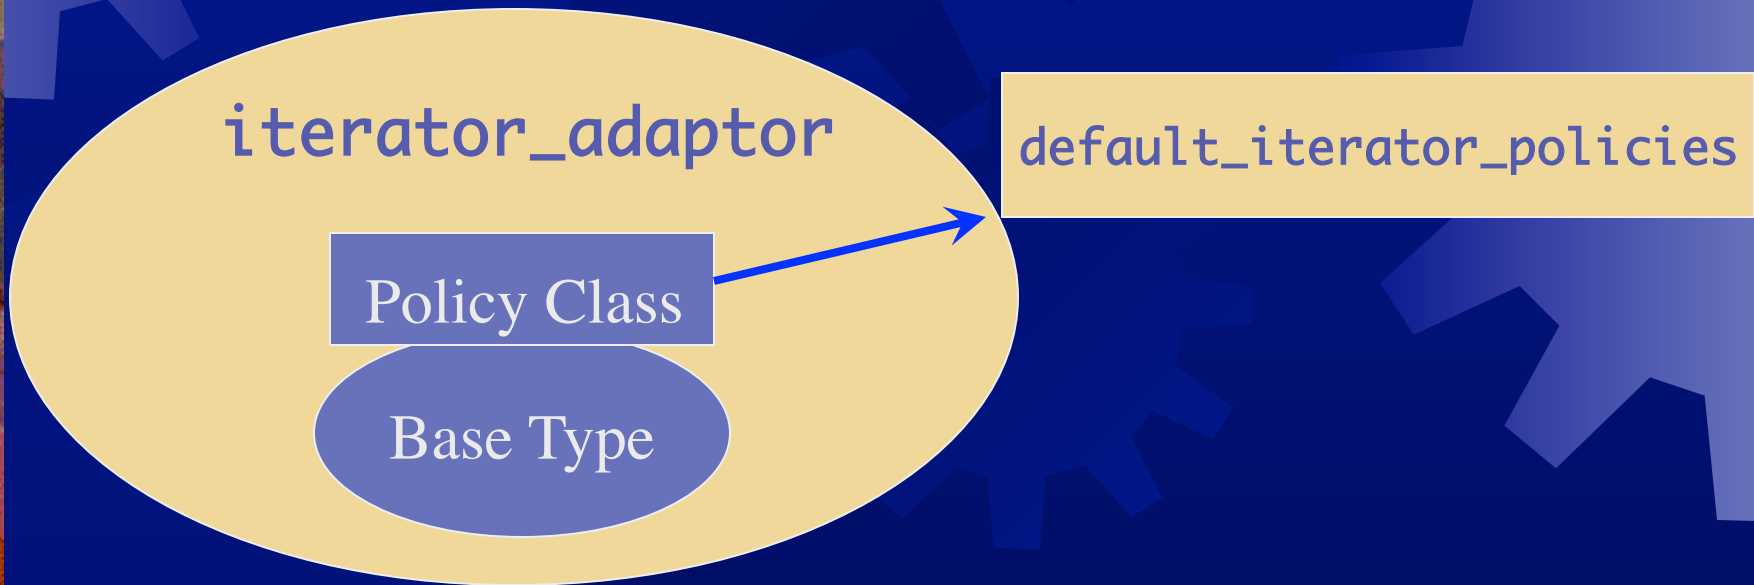 iterator_adaptor
default_iterator_policies
Policy Class
Base Type